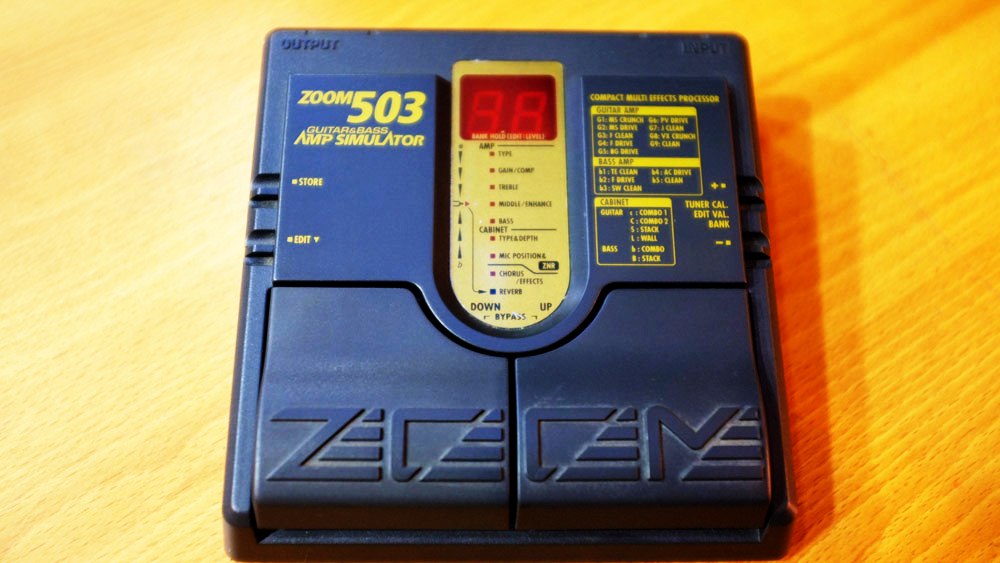 OUTPUT
INPUT
ZOOM 503
GUITAR&BASS
AMP SIMULATOR
STORE
EDIT ▼
BANK HOLD (EDIT·LEVEL)
AMP
TYPE
GAIN/COMP
TREBLE
MIDDLE/ENHANCE
BASS
CABINET
TYPE&DEPTH
MIC POSITION&
ZNR
CHORUS
/EFFECTS
REVERB
b
DOWN UP
BYPASS
COMPACT MULTI EFFECTS PROCESSOR
GUITAR AMP
G1: MS CRUNCH G6: PV DRIVE
G2: MS DRIVE G7: J CLEAN
G3: F CLEAN G8: VX CRUNCH
G4: F DRIVE G9: CLEAN
G5: BG DRIVE
BASS AMP
b1: TE CLEAN b4: AC DRIVE
b2: F DRIVE b5: CLEAN
b3: SW CLEAN
CABINET
GUITAR c : COMBO 1
C : COMBO 2
S : STACK
L : WALL
BASS b : COMBO
B : STACK
+
TUNER CAL.
EDIT VAL.
BANK
−
ZOOM